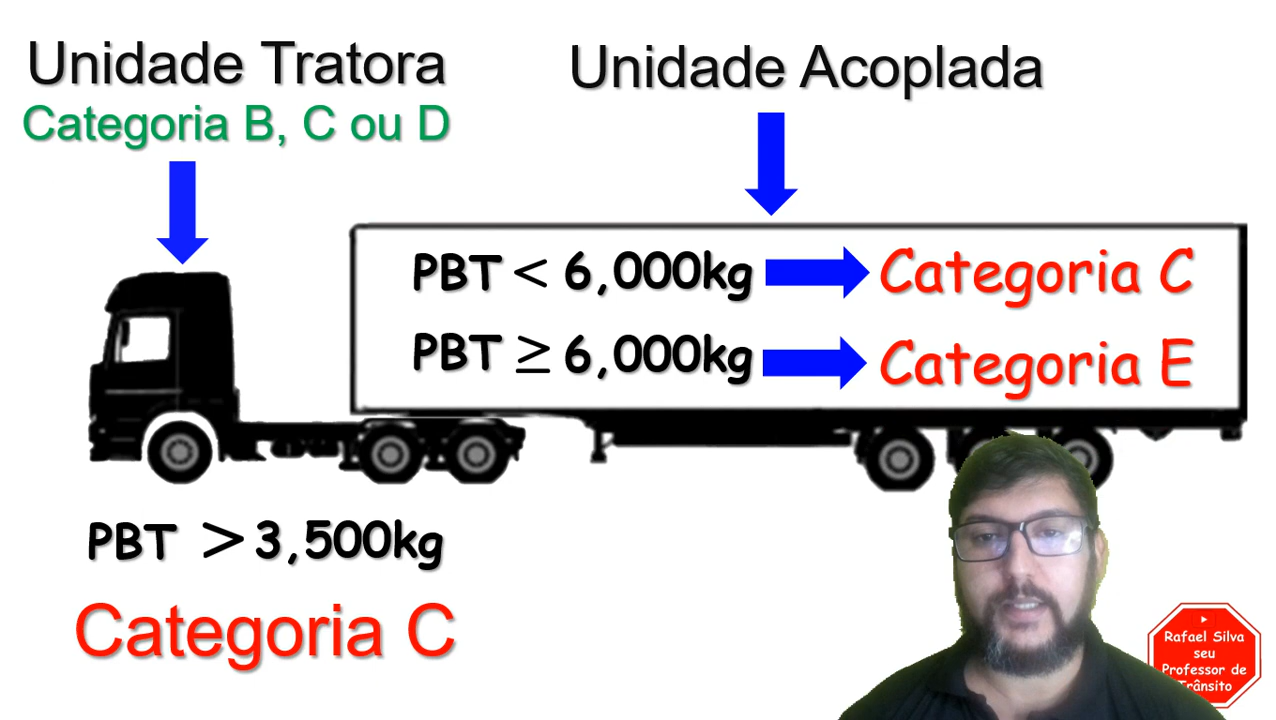 Unidade Tratora
Categoria B, C ou D
Unidade Acoplada
PBT < 6,000kg
Categoria C
PBT ≥ 6,000kg
Categoria E
PBT > 3,500kg
Categoria C
Rafael Silva
seu
Professor de
Trânsito